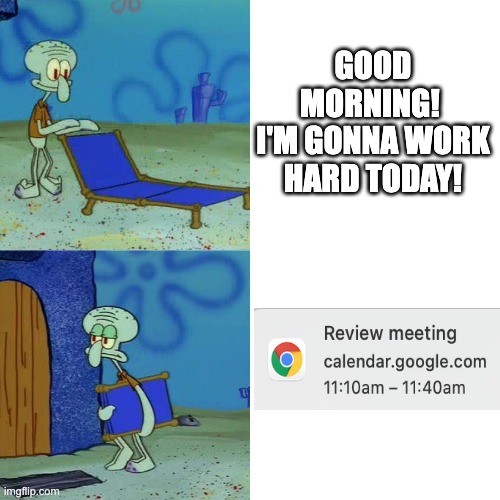 GOOD
MORNING!
I'M GONNA WORK
HARD TODAY!
Review meeting
calendar.google.com
11:10am – 11:40am
imgflip.com